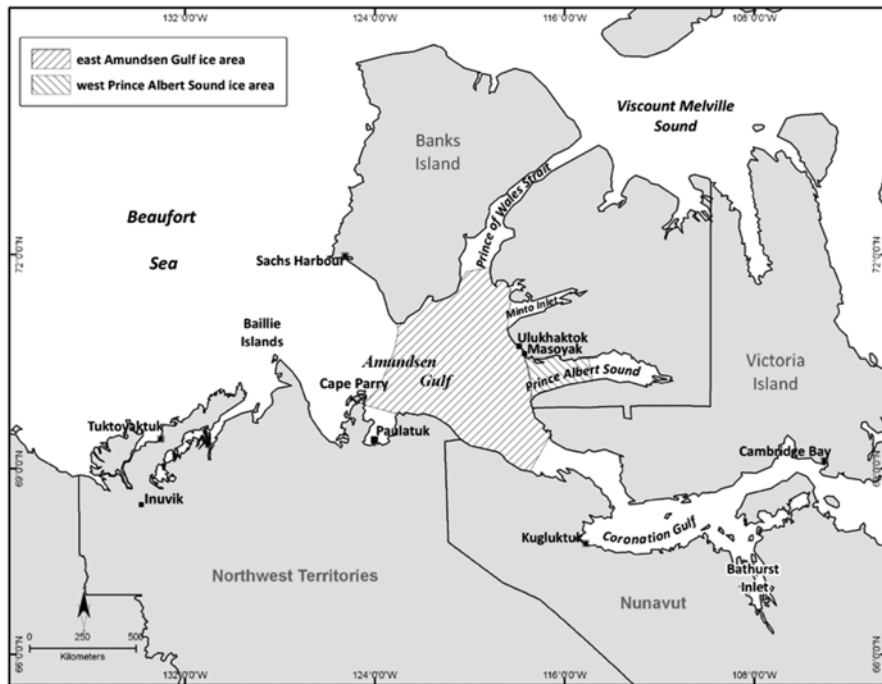 132°0'0"W 124°0'0"W 116°0'0"W 108°0'0"W
east Amundsen Gulf ice area
west Prince Albert Sound ice area
Viscount Melville
Sound
Banks
Island
Prince of Wales Strait
Beaufort
Sea
72°0'0"N
72°0'0"N
Sachs Harbour
Minto Inlet
Baillie
Islands
Ulukhaktok
Masoyak
Amundsen
Gulf
Prince Albert Sound
Victoria
Island
Cape Parry
Tuktoyaktuk
Paulatuk
Cambridge Bay
69°0'0"N
69°0'0"N
Inuvik
Kugluktuk
Coronation Gulf
Bathurst
Inlet
Northwest Territories
Nunavut
0 250 500
Kilometers
66°0'0"N
66°0'0"N
132°0'0"W 124°0'0"W 116°0'0"W 108°0'0"W